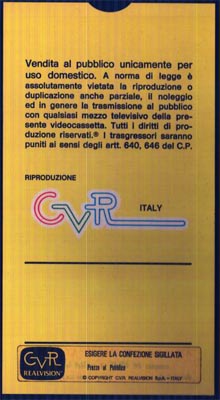 Vendita al pubblico unicamente per
uso domestico. A norma di legge è
assolutamente vietata la riproduzione o
duplicazione anche parziale, il noleggio
ed in genere la trasmissione al pubblico
con qualsiasi mezzo televisivo della pre-
sente videocassetta. Tutti i diritti di pro-
duzione riservati.® I trasgressori saranno
puniti ai sensi degli artt. 640, 646 del C.P.
RIPRODUZIONE
CVR ITALY
CVR
REALVISION
ESIGERE LA CONFEZIONE SIGILLATA
Prezzo al Pubblico
© COPYRIGHT CVR REALVISION S.p.A. - ITALY